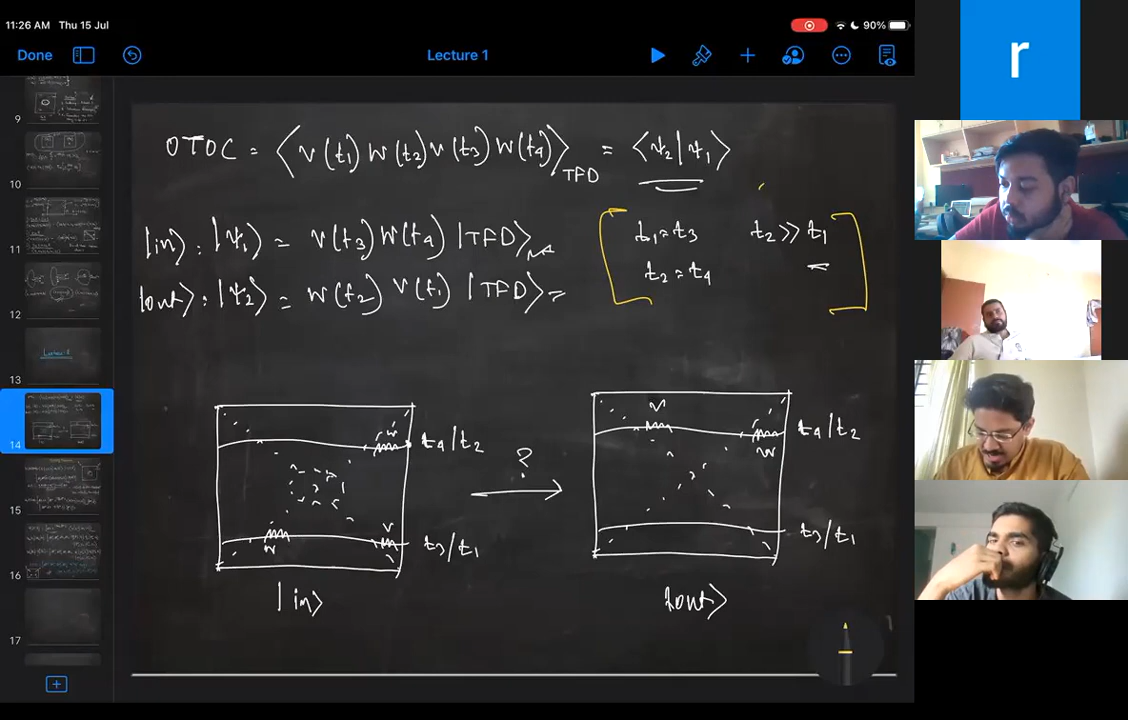 11:26 AM Thu 15 Jul
90%
Done
Lecture 1
9
10
11
12
Lecture-1
13
14
15
16
17
r
OTOC = ⟨V(t1) W(t2) V(t3) W(t4)⟩TFD = ⟨ψ2|ψ1⟩
|in⟩ : |ψ1⟩ = V(t3) W(t4) |TFD⟩
|out⟩ : |ψ2⟩ = W(t2) V(t1) |TFD⟩ =
t1 = t3 t2 >> t1
t2 = t4
W
t4/t2
W
V
t3/t1
|in⟩
?
V
W
t4/t2
t3/t1
|out⟩